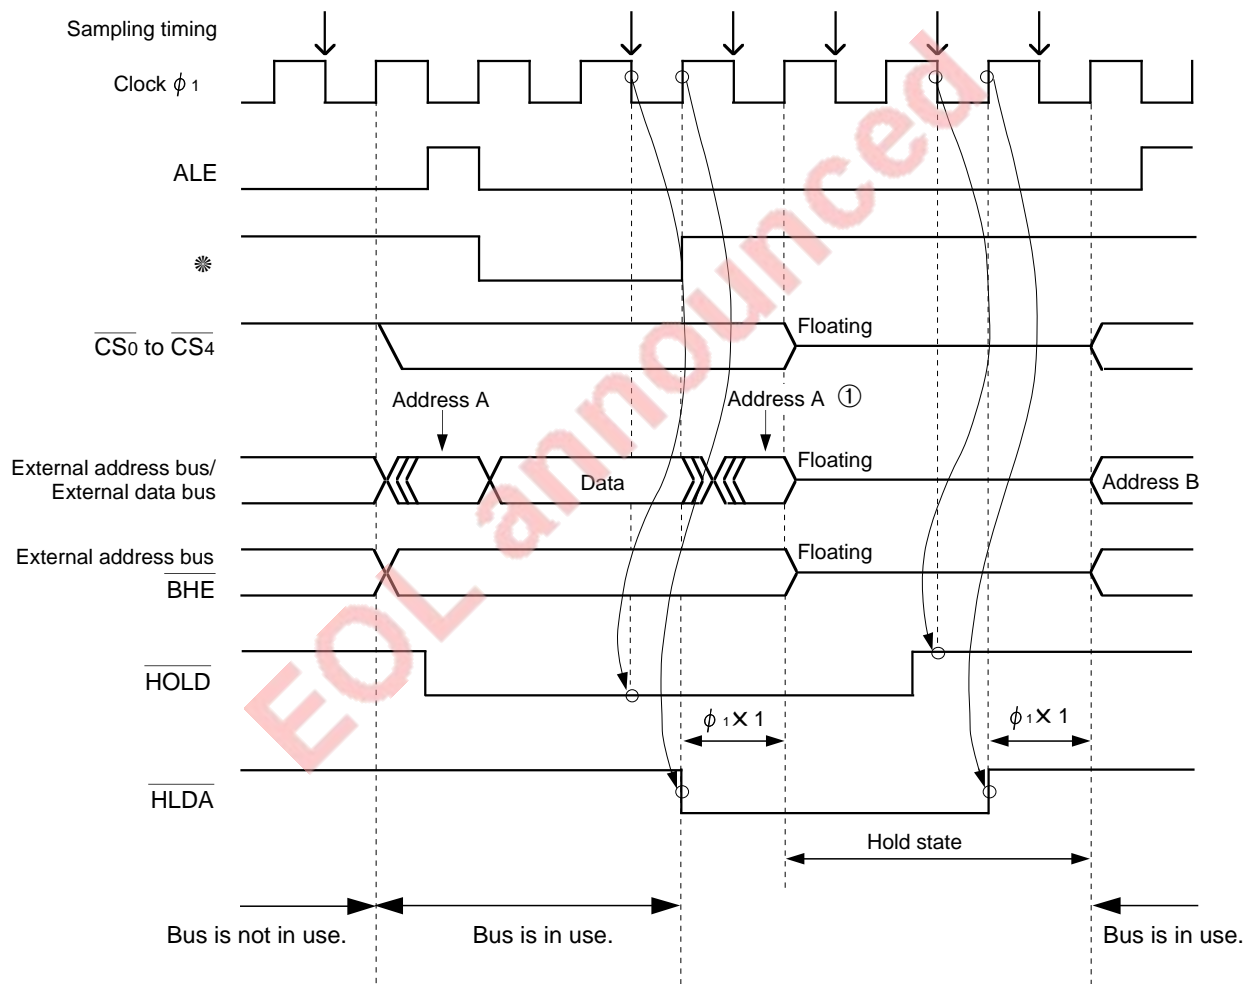 Sampling timing
Clock ϕ 1
ALE
※
CS0 to CS4
Floating
Address A
Address A ①
External address bus/
External data bus
Data
Floating
Address B
External address bus
BHE
Floating
HOLD
ϕ 1 × 1
ϕ 1 × 1
HLDA
Hold state
Bus is not in use.
Bus is in use.
Bus is in use.
EOL announced